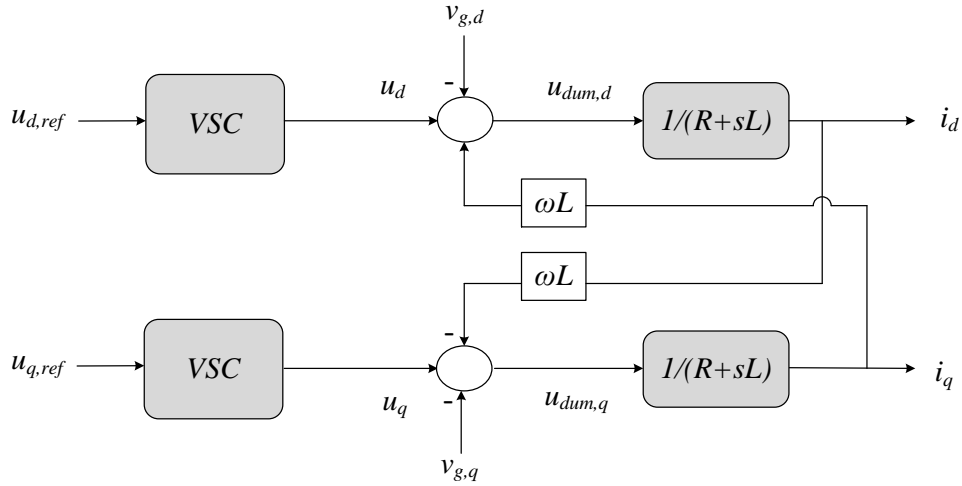 v_{g,d}
-
u_{d,ref}
VSC
u_d
u_{dum,d}
1/(R+sL)
i_d
ωL
ωL
-
u_{q,ref}
VSC
u_q
-
u_{dum,q}
1/(R+sL)
i_q
v_{g,q}